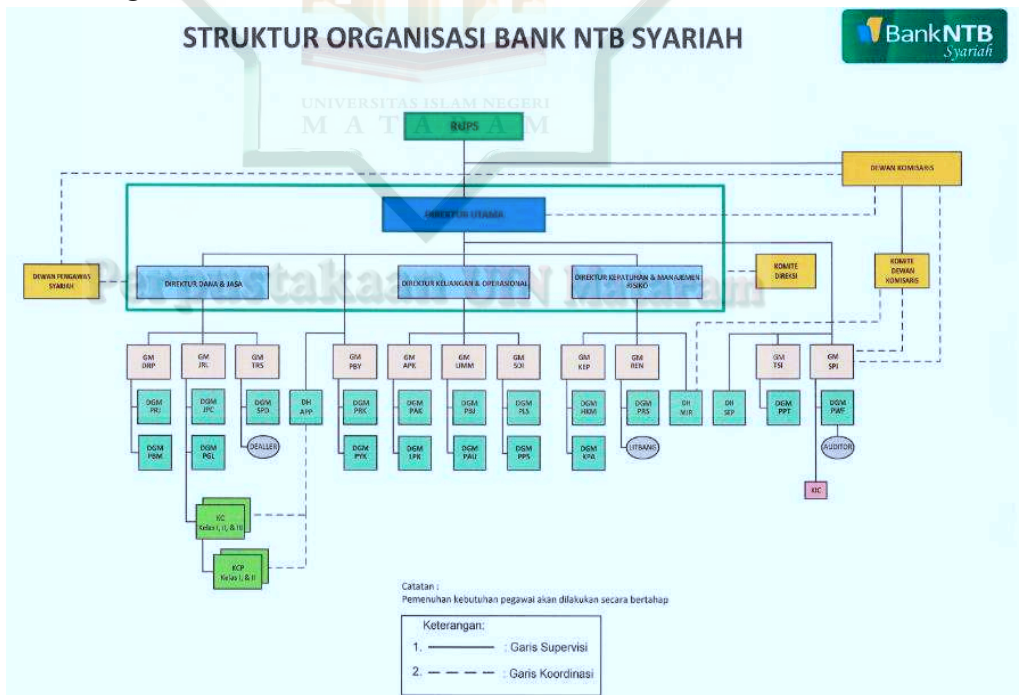 STRUKTUR ORGANISASI BANK NTB SYARIAH
BankNTB
Syariah
UNIVERSITAS ISLAM NEGERI
MATARAM
RUPS
DEWAN KOMISARIS
DIREKTUR UTAMA
DEWAN PENGAWAS
SYARIAH
DIREKTUR DANA & JASA
DIREKTUR KEUANGAN & OPERASIONAL
DIREKTUR KEPATUHAN & MANAJEMEN
RISIKO
KOMITE
DIREKSI
KOMITE
DEWAN
KOMISARIS
Perpustakaan UIN Mataram
GM
DRP
GM
JRL
GM
TRS
GM
PBY
GM
APK
GM
UMM
GM
SDI
GM
KEP
GM
REN
GM
TSI
GM
SPI
DGM
PRJ
DGM
JPC
DGM
SPD
DH
APP
DGM
PRK
DGM
PAK
DGM
PBJ
DGM
PLS
DGM
HKM
DGM
PRS
DH
MJR
DH
SEP
DGM
PPT
DGM
PWF
DGM
PBM
DGM
PGL
DEALLER
DGM
PYK
DGM
LPK
DGM
PAU
DGM
PPS
DGM
KPA
LITBANG
AUDITOR
KIC
KC
Kelas I, II, & III
KCP
Kelas I, & II
Catatan :
Pemenuhan kebutuhan pegawai akan dilakukan secara bertahap
Keterangan:
1. : Garis Supervisi
2. : Garis Koordinasi